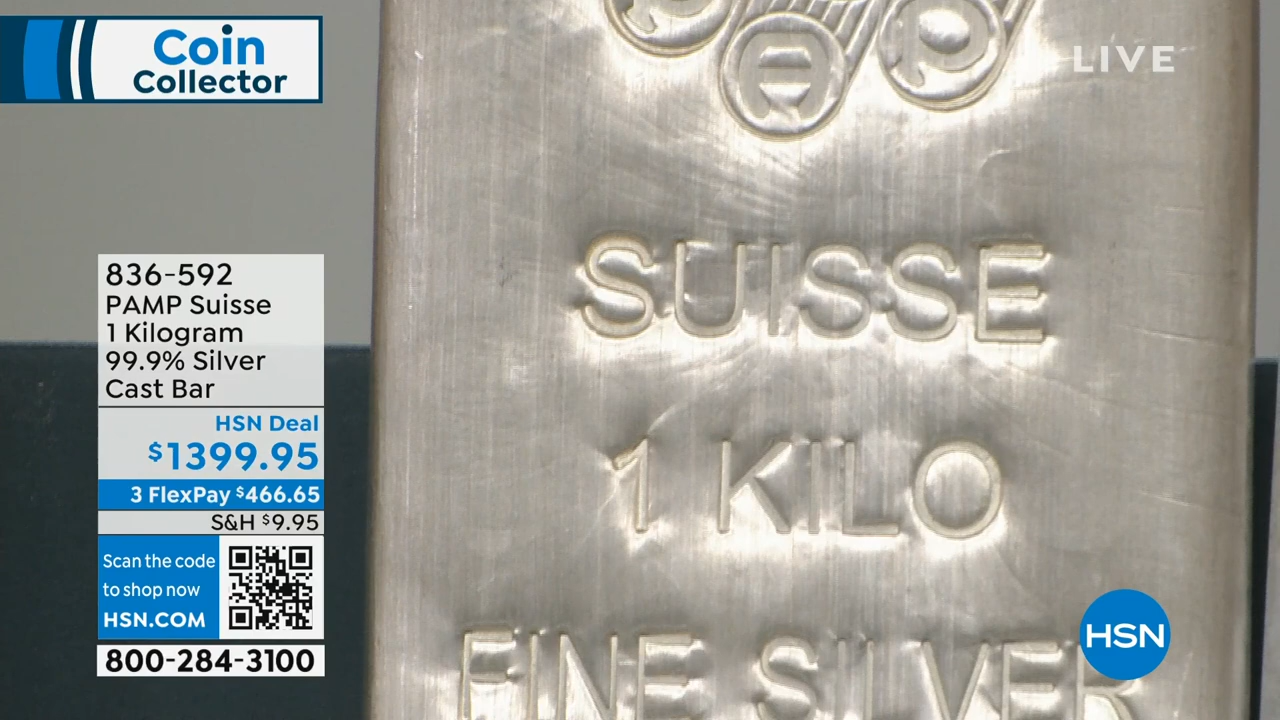 Coin
Collector
LIVE
P A P
SUISSE
1 KILO
FINE SILVER
836-592
PAMP Suisse
1 Kilogram
99.9% Silver
Cast Bar
HSN Deal
$1399.95
3 FlexPay $466.65
S&H $9.95
Scan the code
to shop now
HSN.COM
800-284-3100
HSN